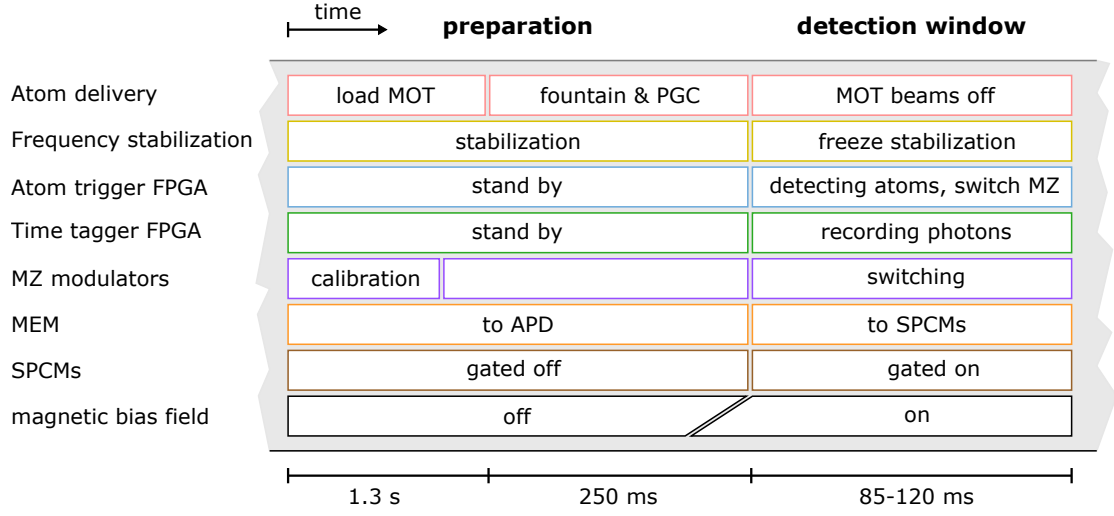 time
preparation detection window
Atom delivery load MOT fountain & PGC MOT beams off
Frequency stabilization stabilization freeze stabilization
Atom trigger FPGA stand by detecting atoms, switch MZ
Time tagger FPGA stand by recording photons
MZ modulators calibration switching
MEM to APD to SPCMs
SPCMs gated off gated on
magnetic bias field off on
1.3 s 250 ms 85-120 ms